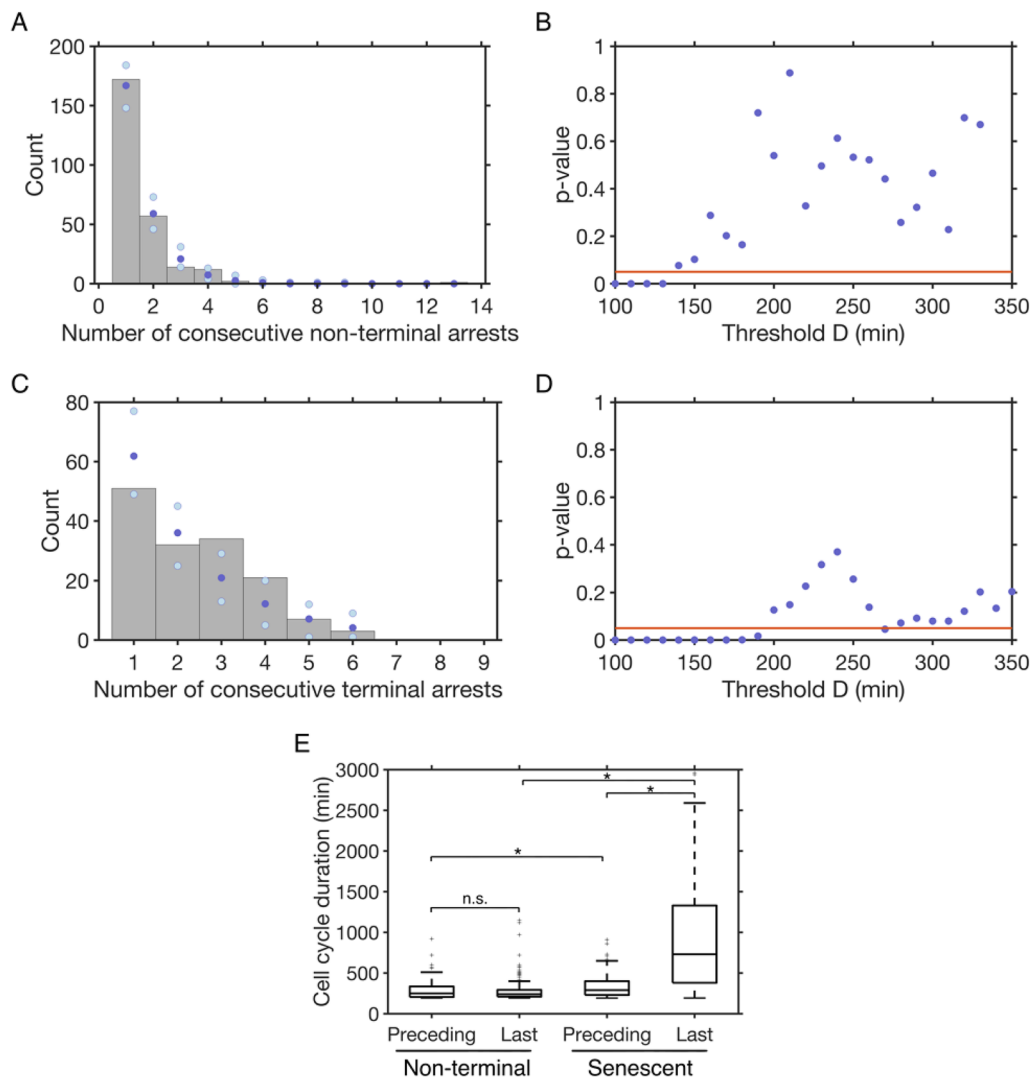 A
200
150
100
50
0
Count
0 2 4 6 8 10 12 14
Number of consecutive non-terminal arrests
B
1
0.8
0.6
0.4
0.2
0
p-value
100 150 200 250 300 350
Threshold D (min)
C
80
60
40
20
0
Count
1 2 3 4 5 6 7 8 9
Number of consecutive terminal arrests
D
1
0.8
0.6
0.4
0.2
0
p-value
100 150 200 250 300 350
Threshold D (min)
E
3000
2500
2000
1500
1000
500
0
Cell cycle duration (min)
*
*
*
n.s.
Preceding Last Preceding Last
Non-terminal Senescent